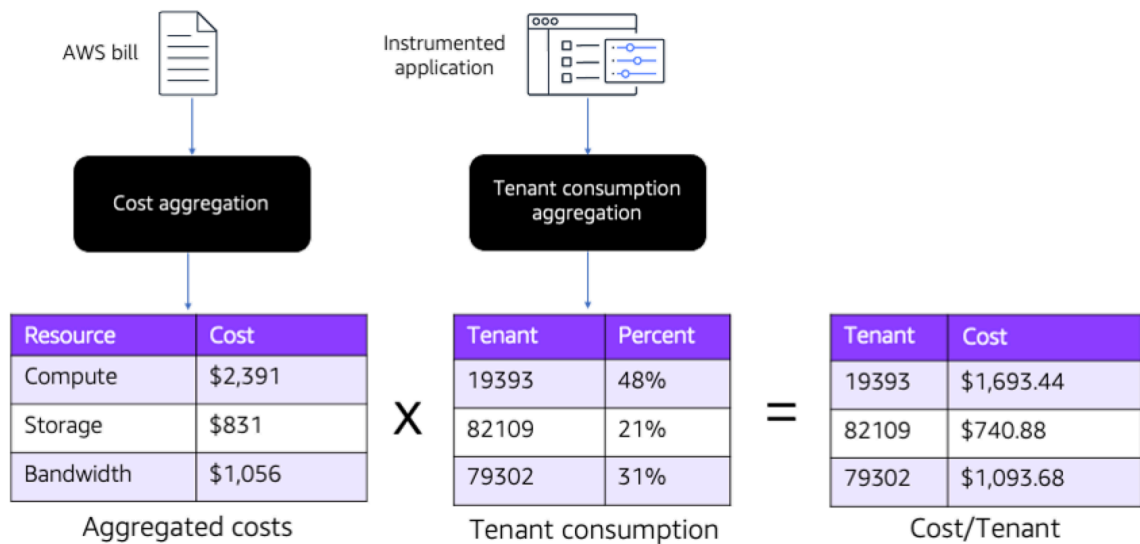 AWS bill
Instrumented
application
Cost aggregation
Tenant consumption
aggregation
Resource Cost
Compute $2,391
Storage $831
Bandwidth $1,056
Aggregated costs
x
Tenant Percent
19393 48%
82109 21%
79302 31%
Tenant consumption
=
Tenant Cost
19393 $1,693.44
82109 $740.88
79302 $1,093.68
Cost/Tenant